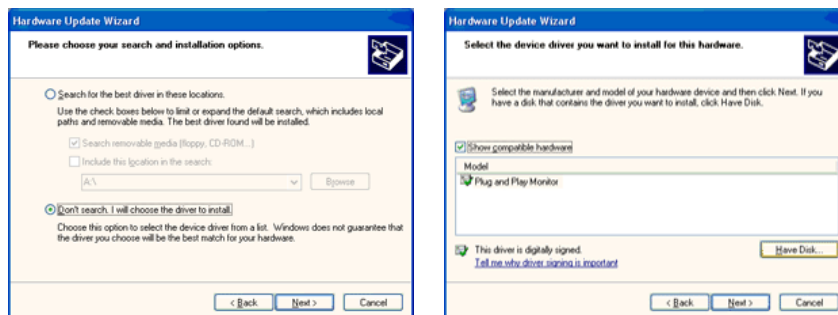 Hardware Update Wizard
Please choose your search and installation options.
Search for the best driver in these locations.
Use the check boxes below to limit or expand the default search, which includes local
paths and removable media. The best driver found will be installed.
Search removable media (floppy, CD-ROM...)
Include this location in the search:
A:\
Browse
Don't search. I will choose the driver to install.
Choose this option to select the device driver from a list. Windows does not guarantee that
the driver you choose will be the best match for your hardware.
< Back
Next >
Cancel
Hardware Update Wizard
Select the device driver you want to install for this hardware.
Select the manufacturer and model of your hardware device and then click Next. If you
have a disk that contains the driver you want to install, click Have Disk.
Show compatible hardware
Model
Plug and Play Monitor
This driver is digitally signed.
Tell me why driver signing is important
Have Disk...
< Back
Next >
Cancel